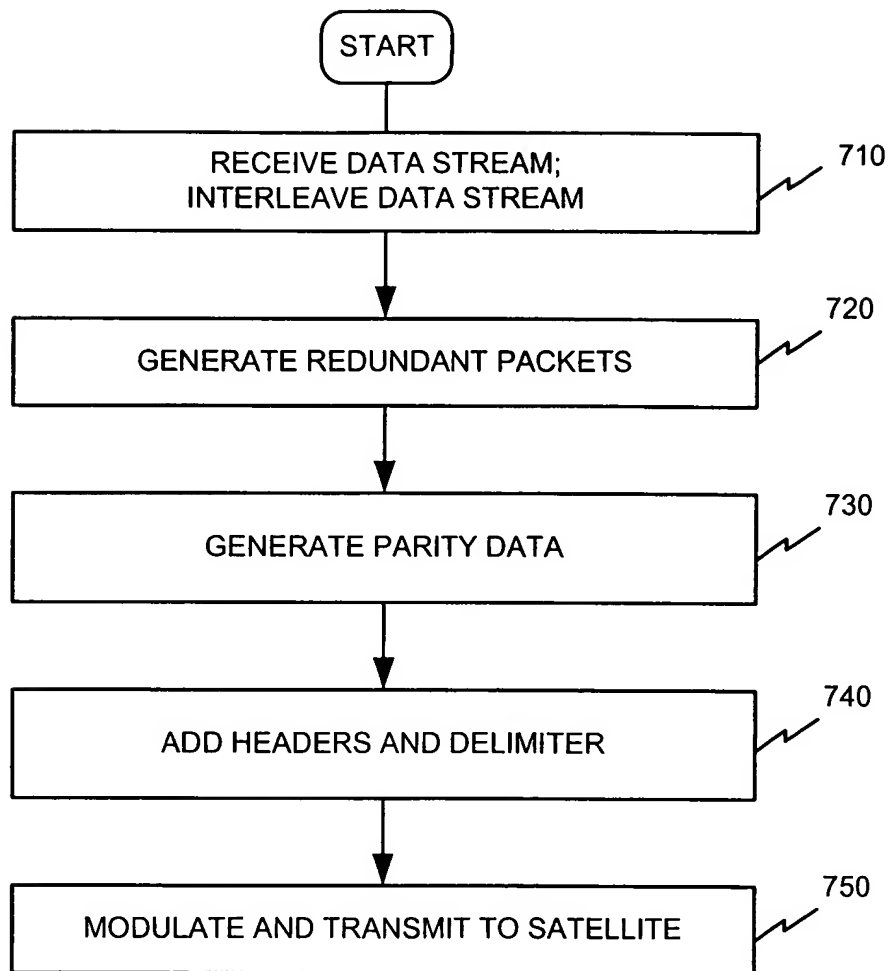 START
RECEIVE DATA STREAM;
INTERLEAVE DATA STREAM
710
GENERATE REDUNDANT PACKETS
720
GENERATE PARITY DATA
730
ADD HEADERS AND DELIMITER
740
MODULATE AND TRANSMIT TO SATELLITE
750